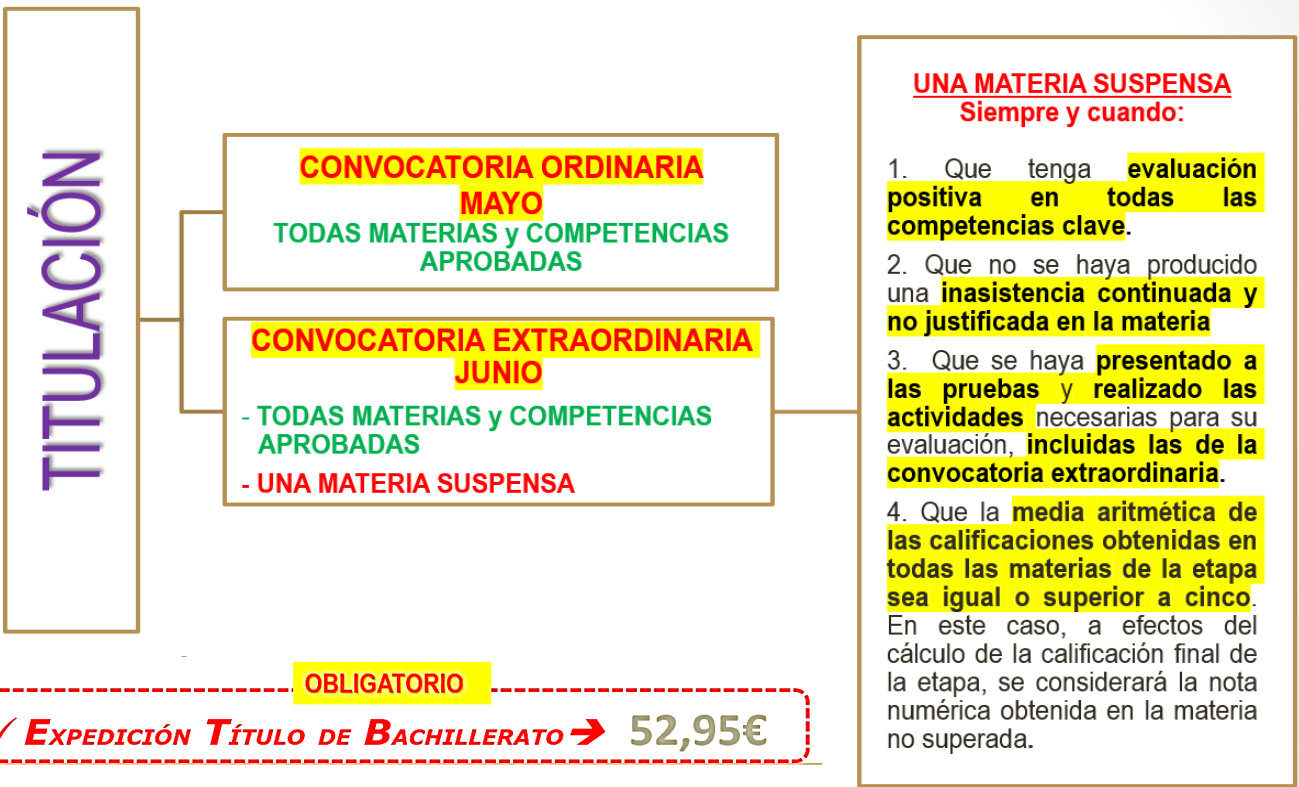 TITULACIÓN
CONVOCATORIA ORDINARIA
MAYO
TODAS MATERIAS y COMPETENCIAS
APROBADAS
CONVOCATORIA EXTRAORDINARIA
JUNIO
- TODAS MATERIAS y COMPETENCIAS
APROBADAS
- UNA MATERIA SUSPENSA
UNA MATERIA SUSPENSA
Siempre y cuando:
1. Que tenga evaluación
positiva en todas las
competencias clave.
2. Que no se haya producido
una inasistencia continuada y
no justificada en la materia
3. Que se haya presentado a
las pruebas y realizado las
actividades necesarias para su
evaluación, incluidas las de la
convocatoria extraordinaria.
4. Que la media aritmética de
las calificaciones obtenidas en
todas las materias de la etapa
sea igual o superior a cinco.
En este caso, a efectos del
cálculo de la calificación final de
la etapa, se considerará la nota
numérica obtenida en la materia
no superada.
OBLIGATORIO
✓ EXPEDICIÓN TÍTULO DE BACHILLERATO ➔ 52,95€